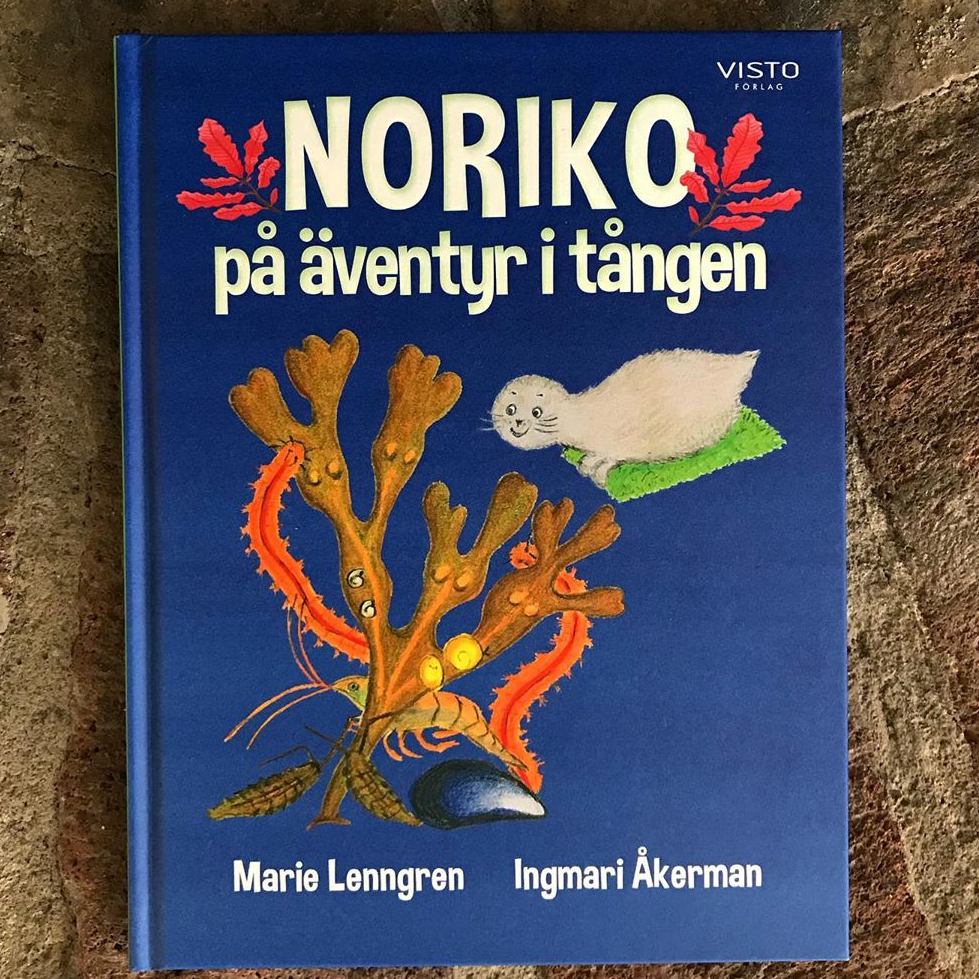 VISTO
FÖRLAG
NORIKO
på äventyr i tången
Marie Lenngren Ingmari Åkerman